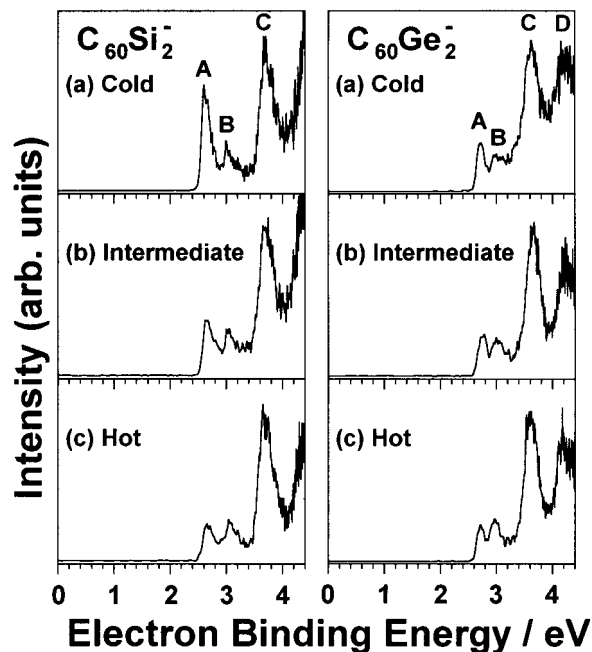 C60Si2-
(a) Cold
A
B
C
(b) Intermediate
(c) Hot
0 1 2 3 4
C60Ge2-
(a) Cold
A
B
C
D
(b) Intermediate
(c) Hot
0 1 2 3 4
Intensity (arb. units)
Electron Binding Energy / eV